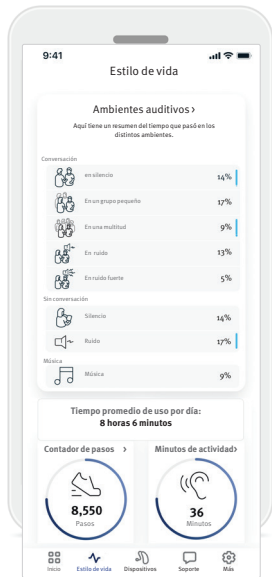 9:41
Estilo de vida
Ambientes auditivos >
Aquí tiene un resumen del tiempo que pasó en los
distintos ambientes.
Conversación
en silencio 14%
En un grupo pequeño 17%
En una multitud 9%
En ruido 13%
En ruido fuerte 5%
Sin conversación
Silencio 14%
Ruido 17%
Música
Música 9%
Tiempo promedio de uso por día:
8 horas 6 minutos
Contador de pasos >
8,550
Pasos
Minutos de actividad>
36
Minutos
Inicio Estilo de vida Dispositivos Soporte Más